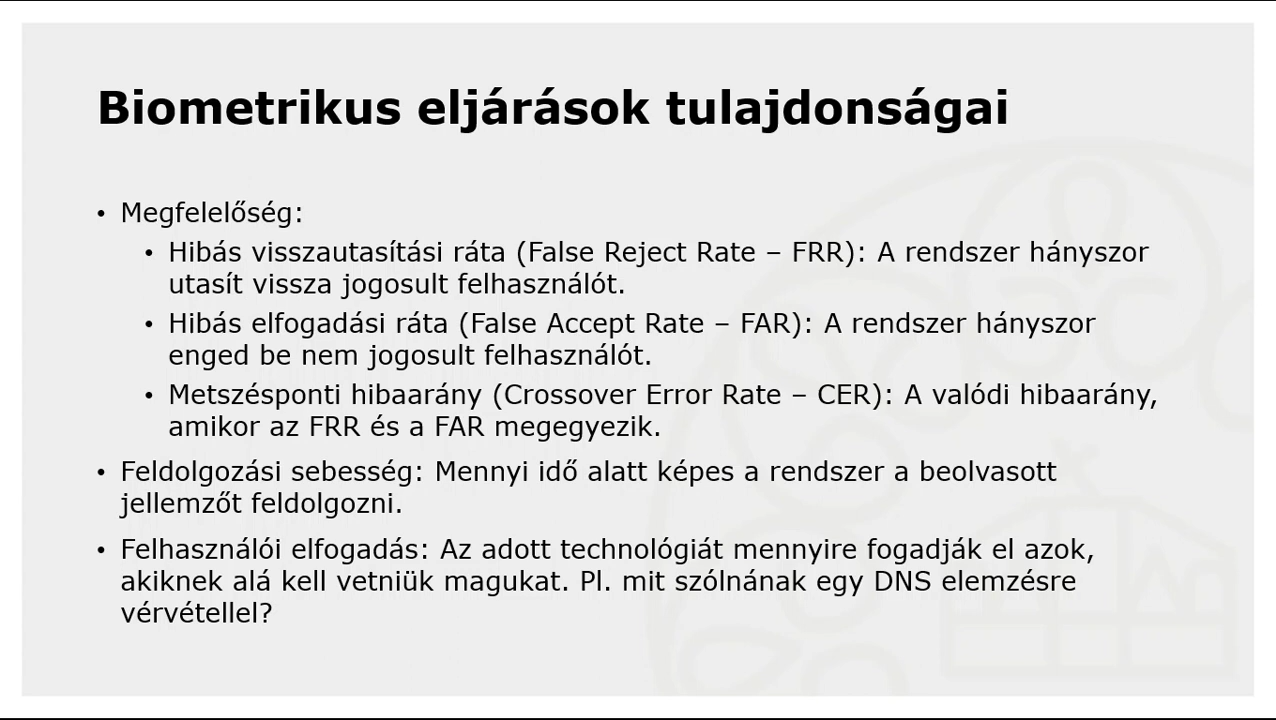 Biometrikus eljárások tulajdonságai
• Megfelelőség:
• Hibás visszautasítási ráta (False Reject Rate – FRR): A rendszer hányszor
utasít vissza jogosult felhasználót.
• Hibás elfogadási ráta (False Accept Rate – FAR): A rendszer hányszor
enged be nem jogosult felhasználót.
• Metszésponti hibaarány (Crossover Error Rate – CER): A valódi hibaarány,
amikor az FRR és a FAR megegyezik.
• Feldolgozási sebesség: Mennyi idő alatt képes a rendszer a beolvasott
jellemzőt feldolgozni.
• Felhasználói elfogadás: Az adott technológiát mennyire fogadják el azok,
akiknek alá kell vetniük magukat. Pl. mit szólnának egy DNS elemzésre
vérvétellel?